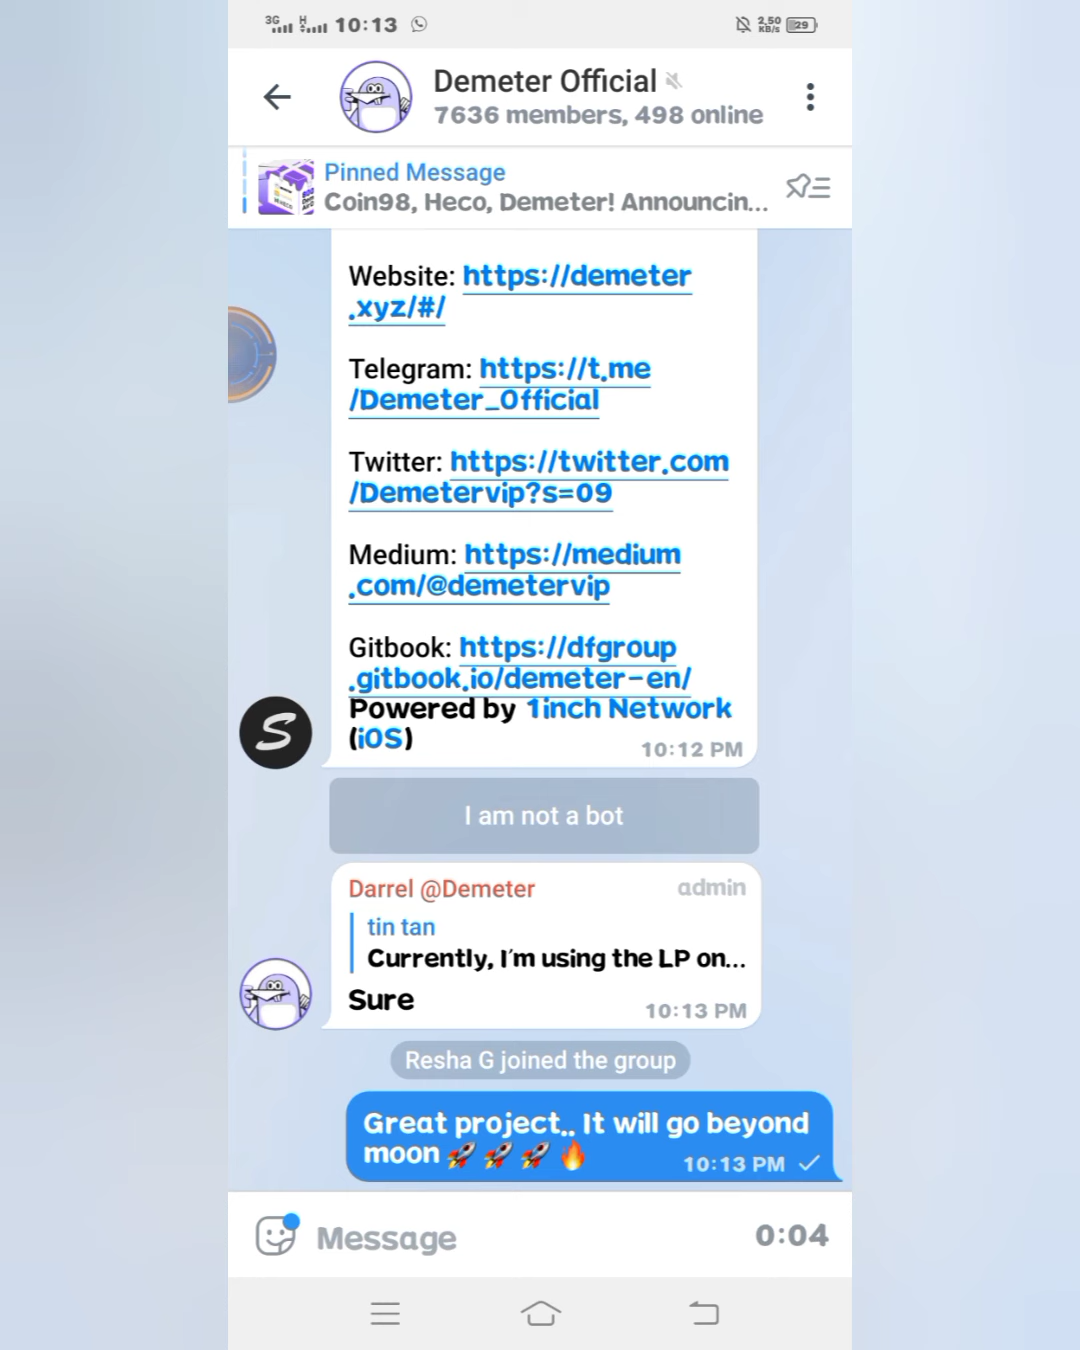 3G H 10:13 2,50 KB/s 29
Demeter Official
7636 members, 498 online
Pinned Message
Coin98, Heco, Demeter! Announcin...
Website: https://demeter
.xyz/#/
Telegram: https://t.me
/Demeter_Official
Twitter: https://twitter.com
/Demetervip?s=09
Medium: https://medium
.com/@demetervip
Gitbook: https://dfgroup
.gitbook.io/demeter-en/
Powered by 1inch Network
(iOS)
10:12 PM
S
I am not a bot
Darrel @Demeter admin
tin tan
Currently, I'm using the LP on...
Sure
10:13 PM
Resha G joined the group
Great project.. It will go beyond
moon 🚀 🚀 🚀 🔥
10:13 PM
Message 0:04